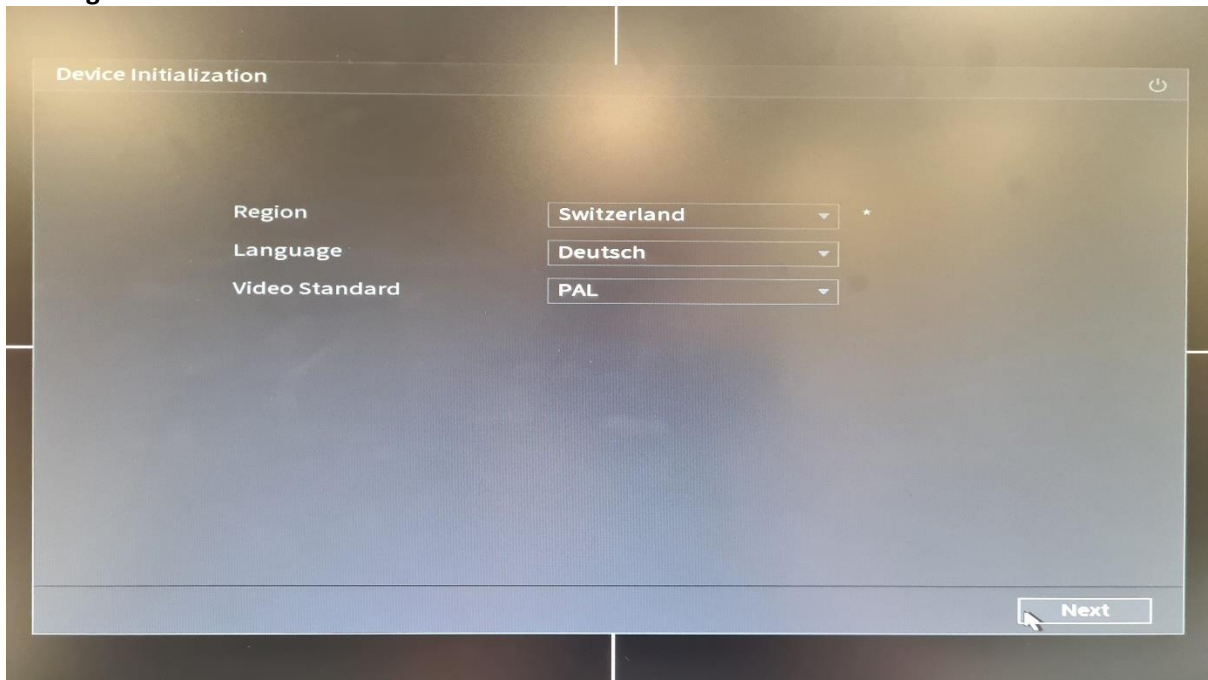 Device Initialization
Region Switzerland *
Language Deutsch
Video Standard PAL
Next